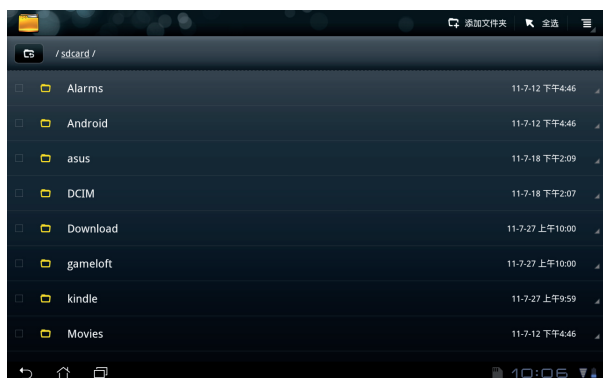 添加文件夹 全选
/ sdcard /
Alarms 11-7-12 下午4:46
Android 11-7-12 下午4:46
asus 11-7-18 下午2:09
DCIM 11-7-18 下午2:07
Download 11-7-27 上午10:00
gameloft 11-7-27 上午10:00
kindle 11-7-27 上午9:59
Movies 11-7-12 下午4:46
10:06